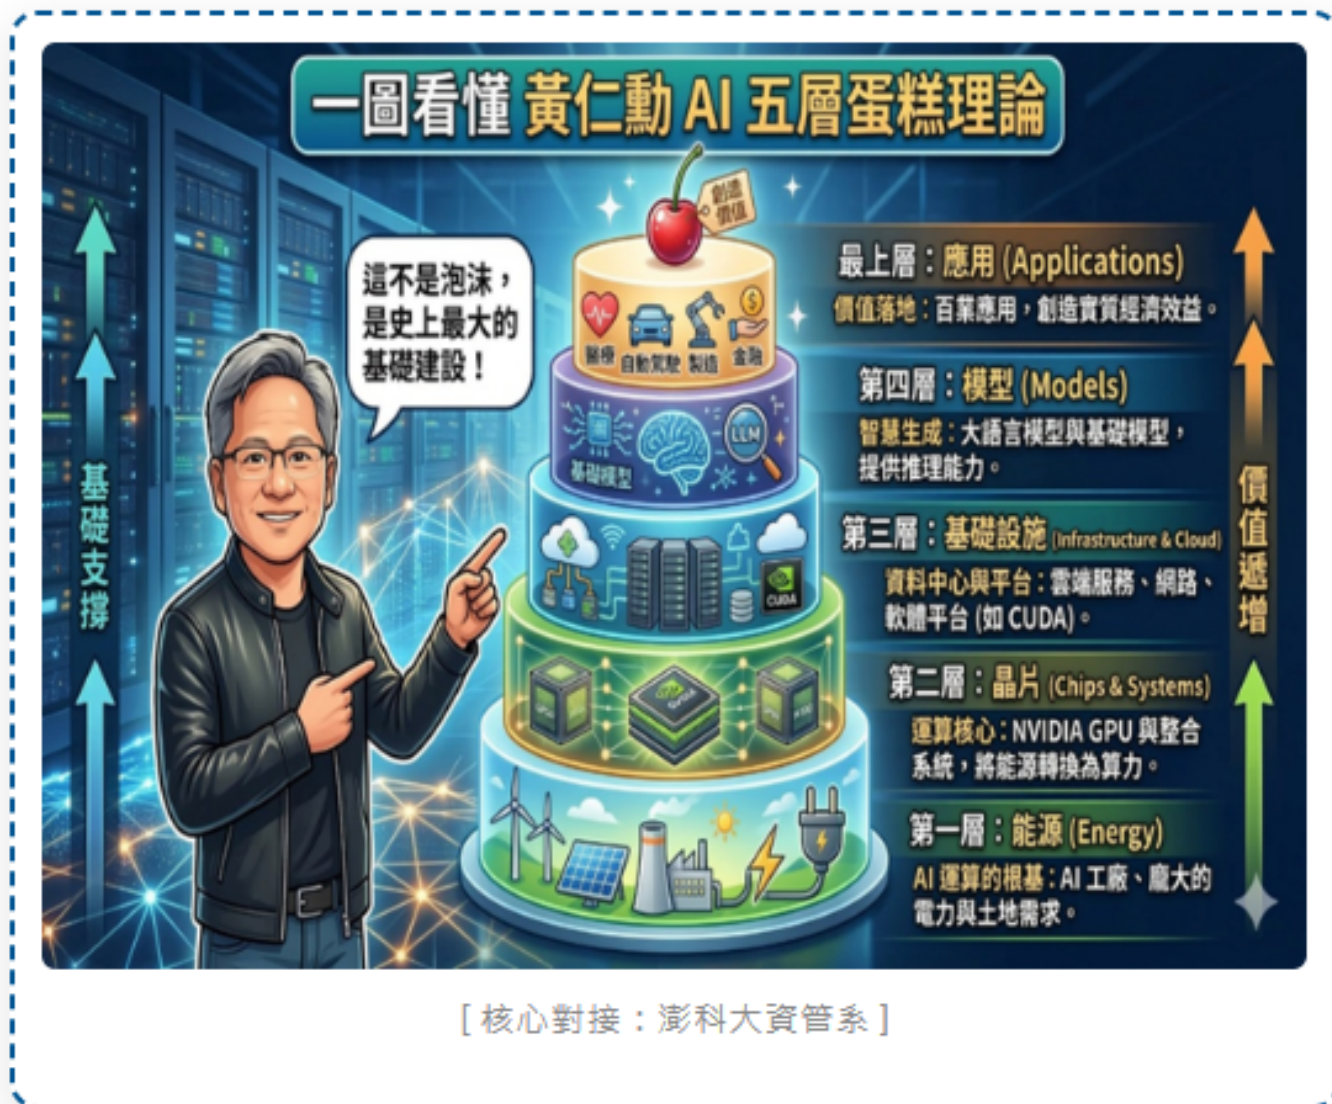 一圖看懂 黃仁勳 AI 五層蛋糕理論
創造
價值
這不是泡沫，
是史上最大的
基礎建設！
基礎支撐
醫療 自動駕駛 製造 金融
基礎模型
LLM
CUDA
最上層：應用 (Applications)
價值落地：百業應用，創造實質經濟效益。
第四層：模型 (Models)
智慧生成：大語言模型與基礎模型，
提供推理能力。
第三層：基礎設施 (Infrastructure & Cloud)
資料中心與平台：雲端服務、網路、
軟體平台 (如 CUDA)。
第二層：晶片 (Chips & Systems)
運算核心：NVIDIA GPU 與整合
系統，將能源轉換為算力。
第一層：能源 (Energy)
AI 運算的根基：AI 工廠、龐大的
電力與土地需求。
價值遞增
[ 核心對接：澎科大資管系 ]